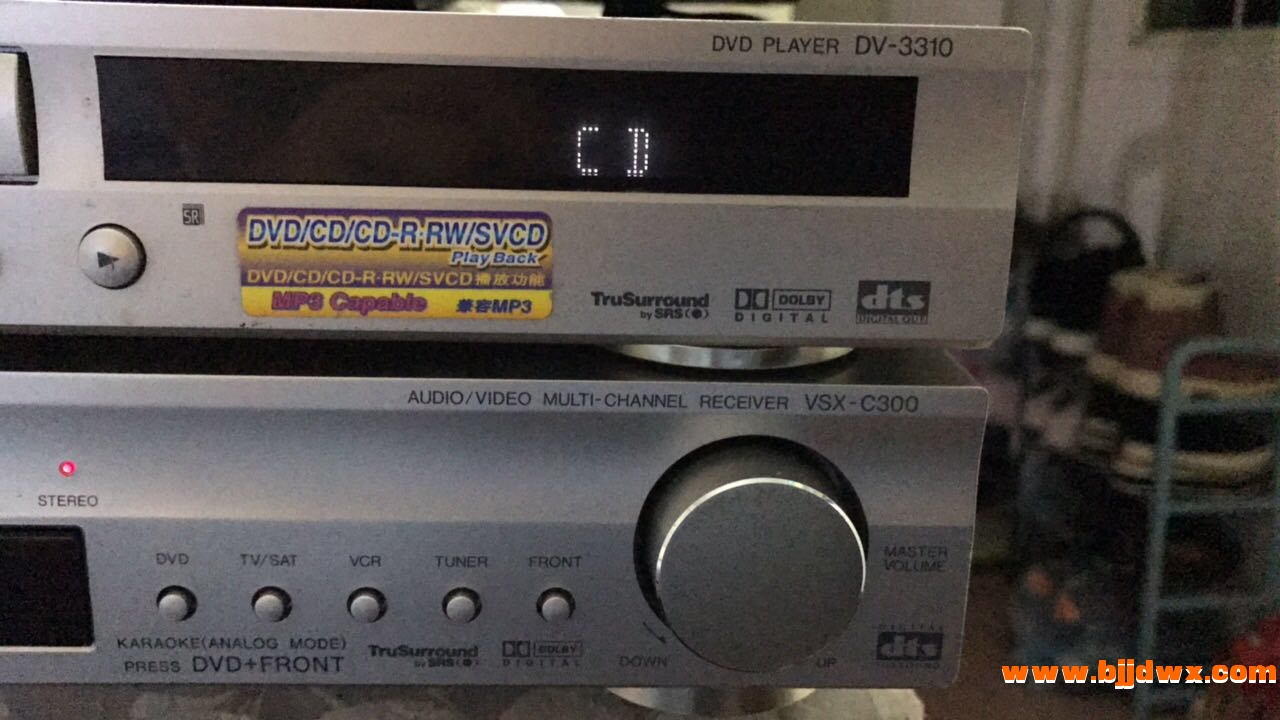 DVD PLAYER DV-3310
CD
SR
DVD/CD/CD-R·RW/SVCD
Play Back
DVD/CD/CD-R·RW/SVCD播放功能
MP3 Capable 兼容MP3
TruSurround
by SRS(●)
DOLBY
DIGITAL
dts
DIGITAL OUT
AUDIO/VIDEO MULTI-CHANNEL RECEIVER VSX-C300
STEREO
DVD TV/SAT VCR TUNER FRONT
MASTER
VOLUME
KARAOKE(ANALOG MODE)
PRESS DVD+FRONT
TruSurround
by SRS(●)
DOLBY
DIGITAL
DOWN UP
DIGITAL
dts
www.bjjdwx.com